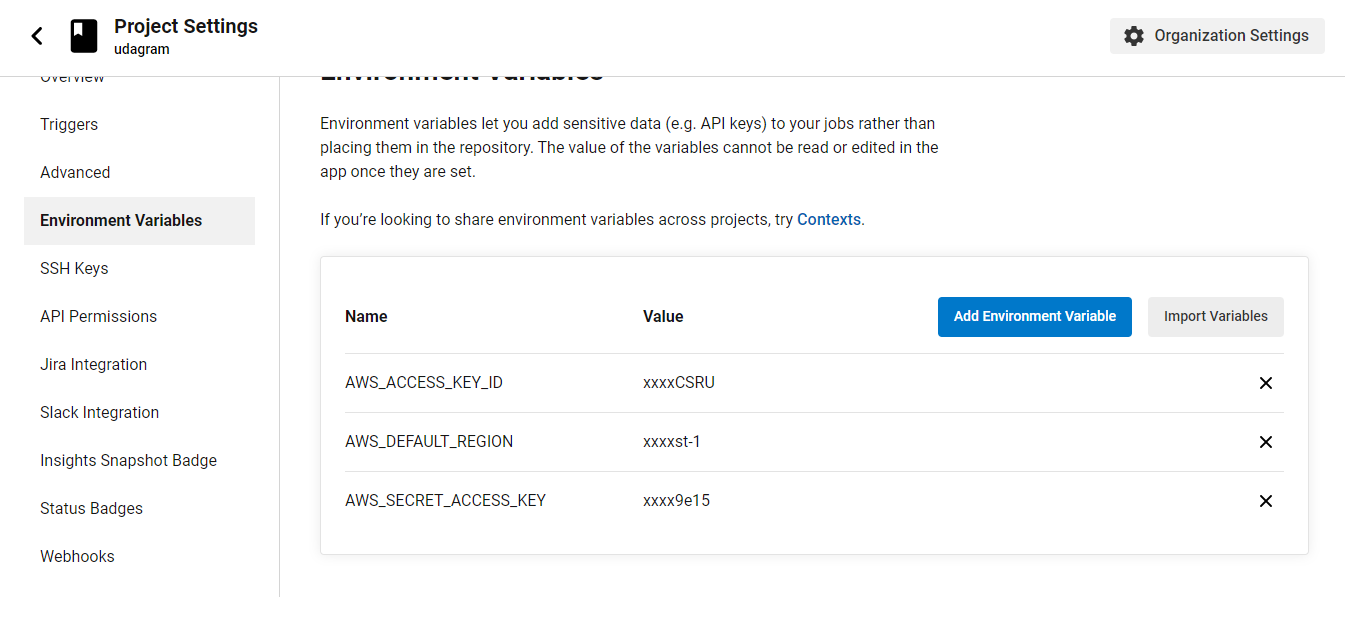 Project Settings
udagram
Organization Settings
Overview
Triggers
Advanced
Environment Variables
SSH Keys
API Permissions
Jira Integration
Slack Integration
Insights Snapshot Badge
Status Badges
Webhooks
Environment Variables
Environment variables let you add sensitive data (e.g. API keys) to your jobs rather than
placing them in the repository. The value of the variables cannot be read or edited in the
app once they are set.
If you’re looking to share environment variables across projects, try Contexts.
Name Value Add Environment Variable Import Variables
AWS_ACCESS_KEY_ID xxxxCSRU
AWS_DEFAULT_REGION xxxxst-1
AWS_SECRET_ACCESS_KEY xxxx9e15